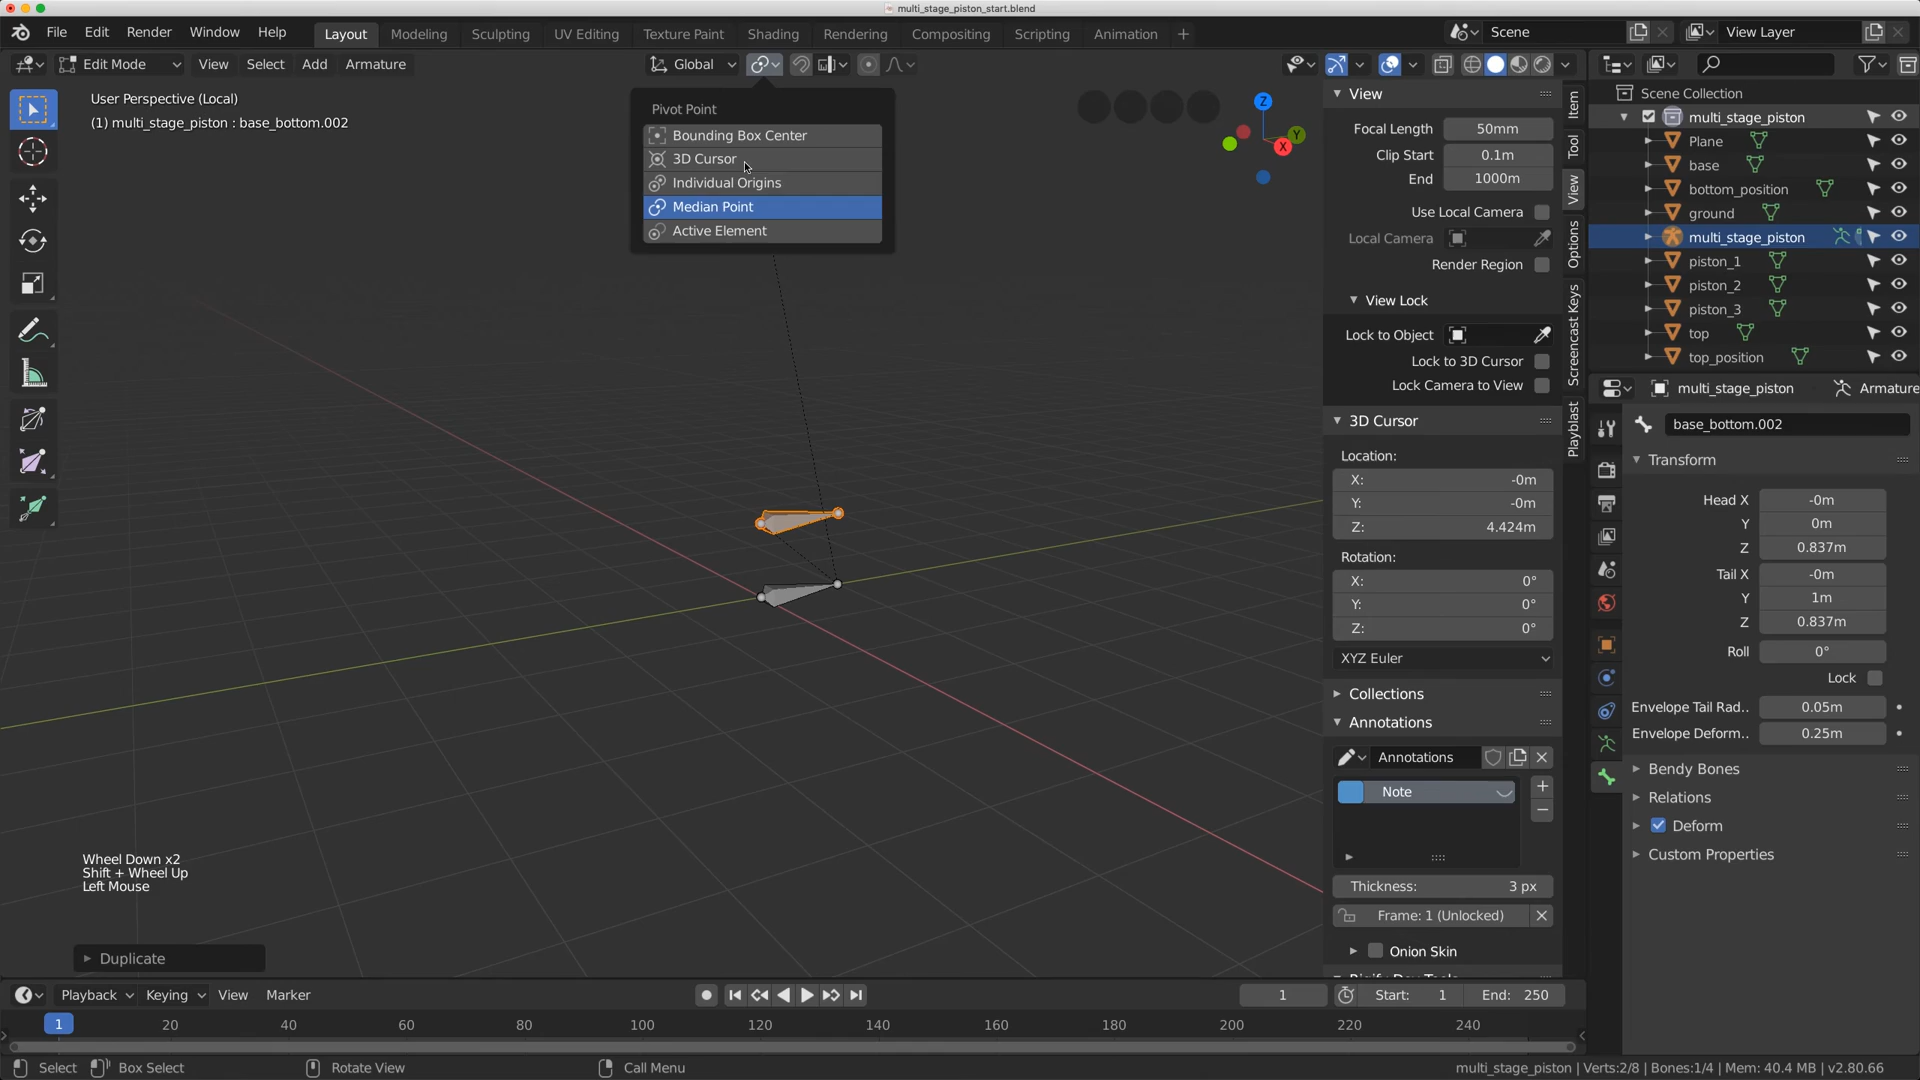 multi_stage_piston_start.blend
File Edit Render Window Help Layout Modeling Sculpting UV Editing Texture Paint Shading Animation Rendering Compositing Scripting Scene View Layer
Edit Mode View Select Add Armature Global
User Perspective (Local)
(1) multi_stage_piston : base_bottom.002
Pivot Point
Bounding Box Center
3D Cursor
Individual Origins
Median Point
Active Element
Z
Y
X
View
Focal Length 50mm
Clip Start 0.1m
End 1000m
Use Local Camera
Local Camera
Render Region
View Lock
Lock to Object
Lock to 3D Cursor
Lock Camera to View
3D Cursor
Location:
X: -0m
Y: -0m
Z: 4.424m
Rotation:
X: 0°
Y: 0°
Z: 0°
XYZ Euler
Collections
Annotations
Annotations
Note
Thickness: 3 px
Frame: 1 (Unlocked)
Onion Skin
Rigify Dev Tools
Item
Tool
View
Options
Screencast Keys
Playblast
Scene Collection
multi_stage_piston
Plane
base
bottom_position
ground
multi_stage_piston
piston_1
piston_2
piston_3
top
top_position
multi_stage_piston Armature
base_bottom.002
Transform
Head X -0m
Y 0m
Z 0.837m
Tail X -0m
Y 1m
Z 0.837m
Roll 0°
Lock
Envelope Tail Rad.. 0.05m
Envelope Deform.. 0.25m
Bendy Bones
Relations
Deform
Custom Properties
Wheel Down x2
Shift + Wheel Up
Left Mouse
Duplicate
Playback Keying View Marker 1 Start: 1 End: 250
1 20 40 60 80 100 120 140 160 180 200 220 240
Select Box Select Rotate View Call Menu multi_stage_piston | Verts:2/8 | Bones:1/4 | Mem: 40.4 MB | v2.80.66